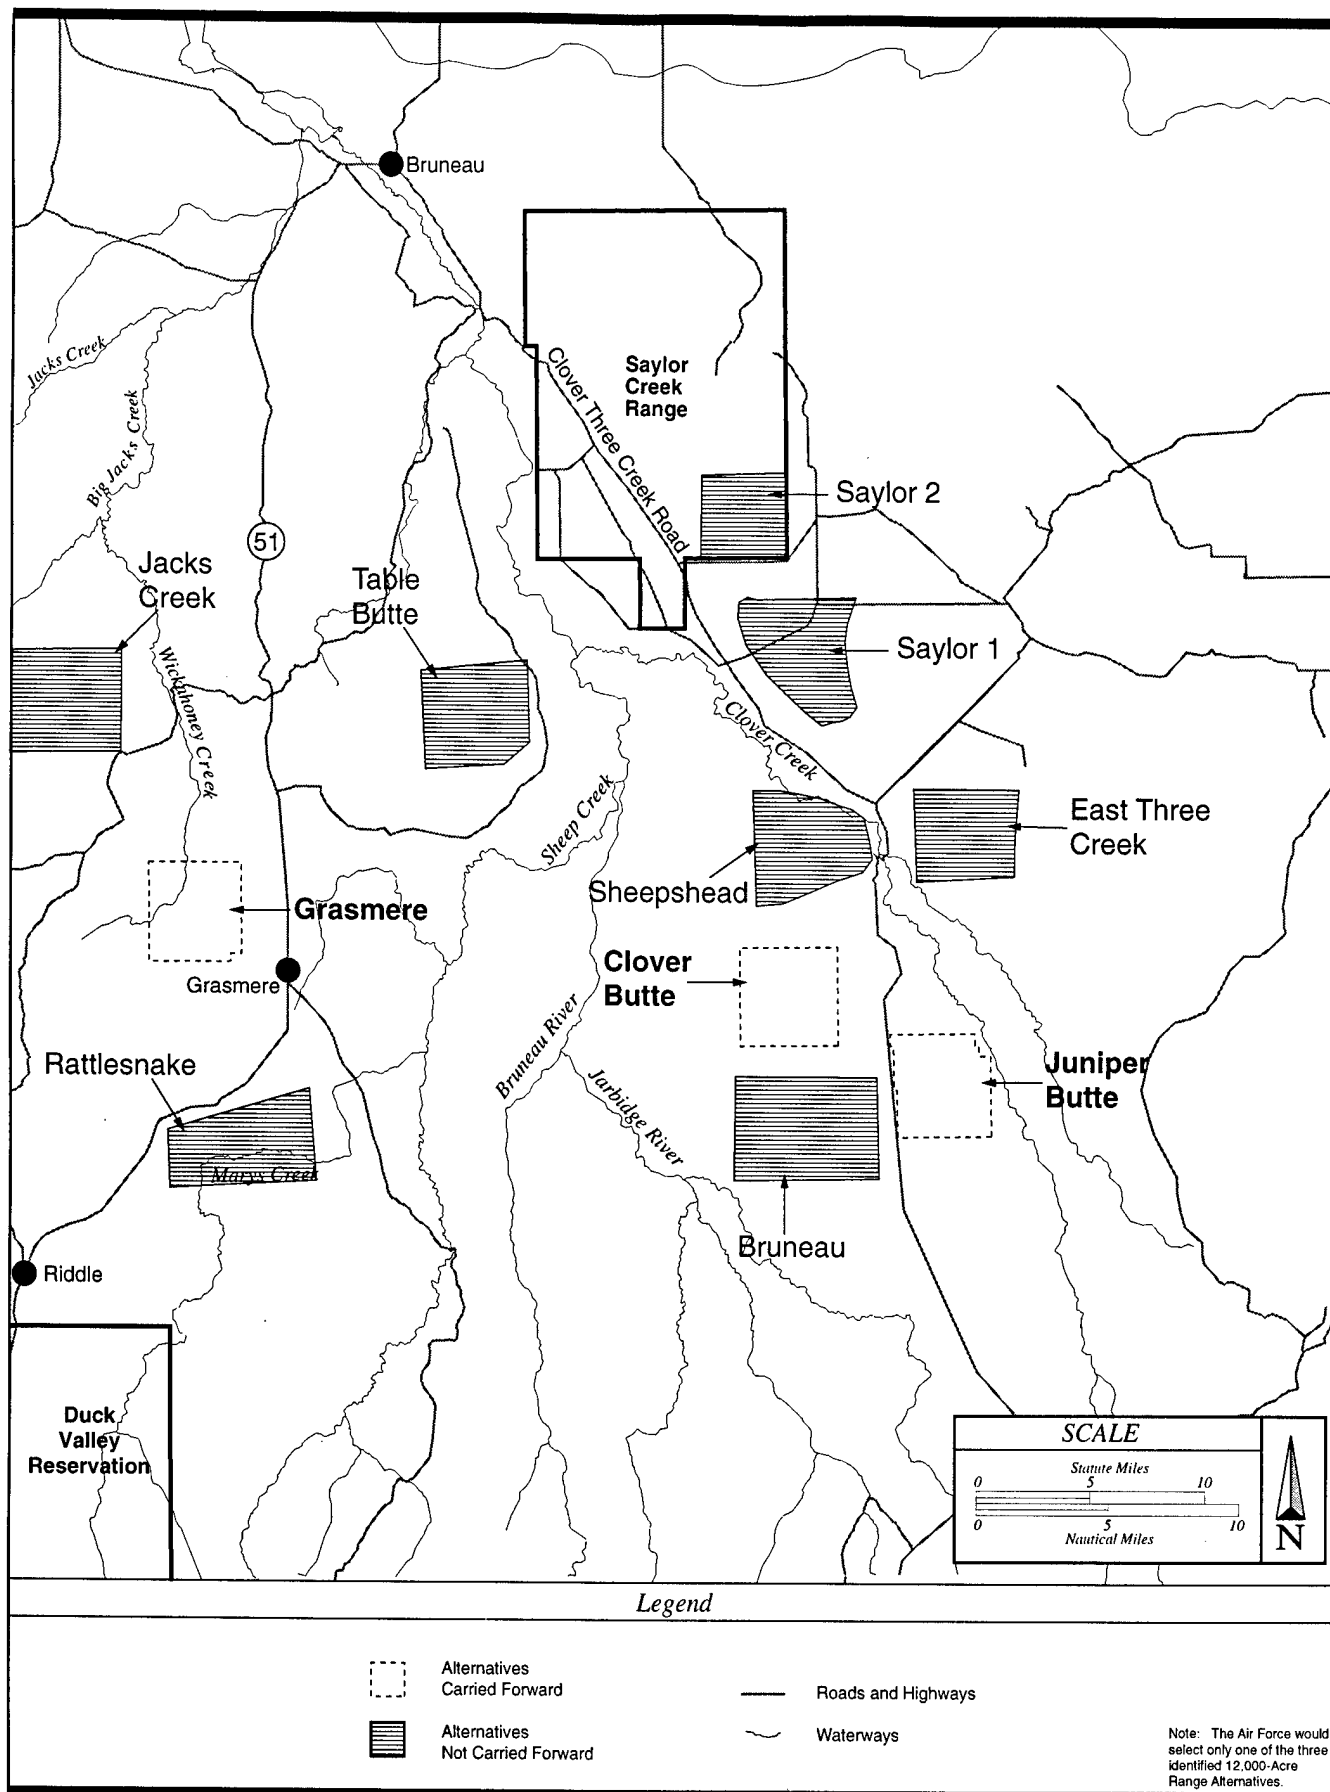 Bruneau
Jacks Creek
Big Jacks Creek
Saylor
Creek
Range
Clover Three Creek Road
Saylor 2
51
Jacks
Creek
Table
Butte
Saylor 1
Wickahoney Creek
Clover Creek
Sheep Creek
East Three
Creek
Sheepshead
Grasmere
Clover
Butte
Grasmere
Bruneau River
Rattlesnake
Jarbidge River
Juniper
Butte
Marys Creek
Bruneau
Riddle
Duck
Valley
Reservation
SCALE
Statute Miles
0 5 10
0 5 10
Nautical Miles
N
Legend
Alternatives
Carried Forward
Roads and Highways
Alternatives
Not Carried Forward
Waterways
Note: The Air Force would
select only one of the three
identified 12,000-Acre
Range Alternatives.